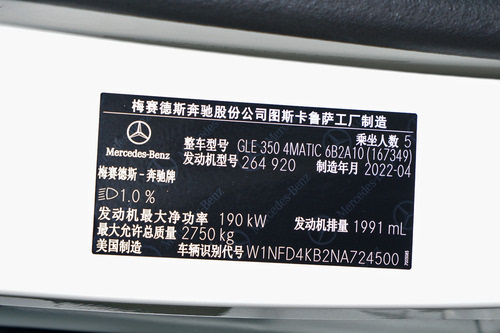 梅赛德斯奔驰股份公司图斯卡鲁萨工厂制造
乘坐人数 5
整车型号 GLE 350 4MATIC 6B2A10 (167349)
Mercedes-Benz
发动机型号 264 920 制造年月 2022-04
梅赛德斯 - 奔驰牌
1.0 %
发动机最大净功率 190 kW 发动机排量 1991 mL
最大允许总质量 2750 kg
美国制造 车辆识别代号 W1NFD4KB2NA724500